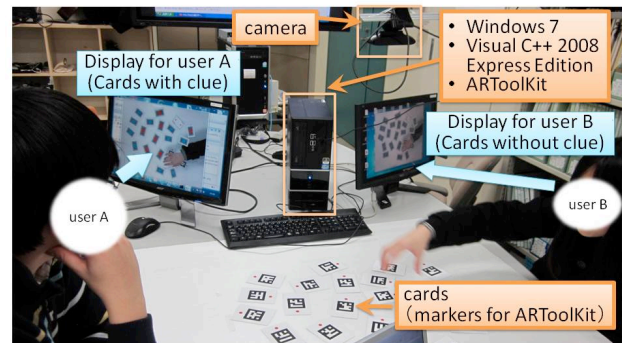 camera
• Windows 7
• Visual C++ 2008
Express Edition
• ARToolKit
Display for user A
(Cards with clue)
Display for user B
(Cards without clue)
user A
user B
cards
(markers for ARToolKit)